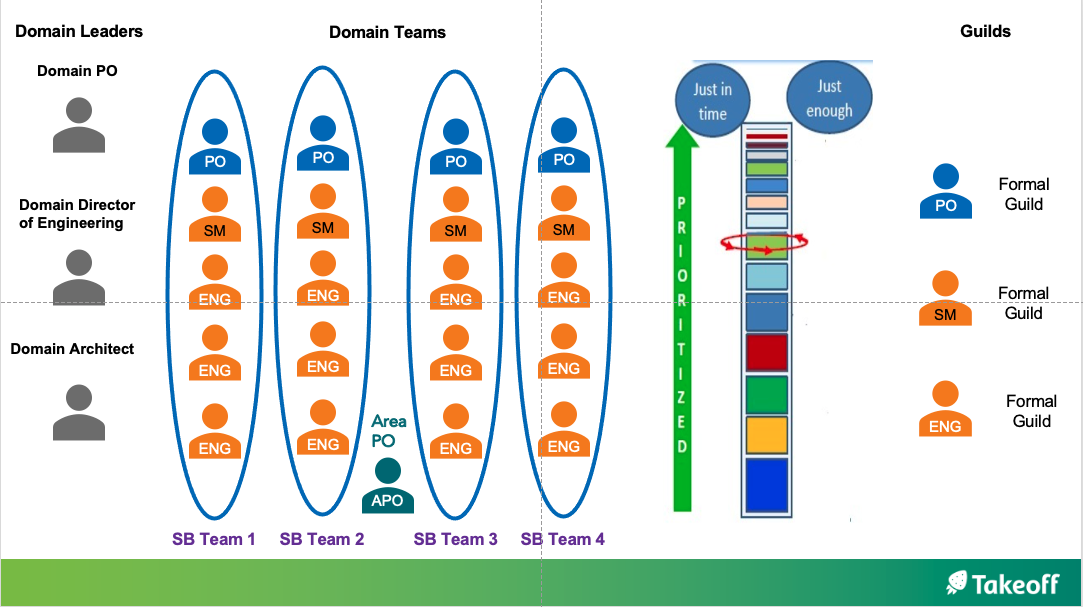 Domain Leaders
Domain Teams
Guilds
Domain PO
Domain Director
of Engineering
Domain Architect
PO
SM
ENG
ENG
ENG
SB Team 1
PO
SM
ENG
ENG
ENG
SB Team 2
Area
PO
APO
PO
SM
ENG
ENG
ENG
SB Team 3
PO
SM
ENG
ENG
ENG
SB Team 4
Just in
time
Just
enough
PRIORITIZED
PO
Formal
Guild
SM
Formal
Guild
ENG
Formal
Guild
Takeoff